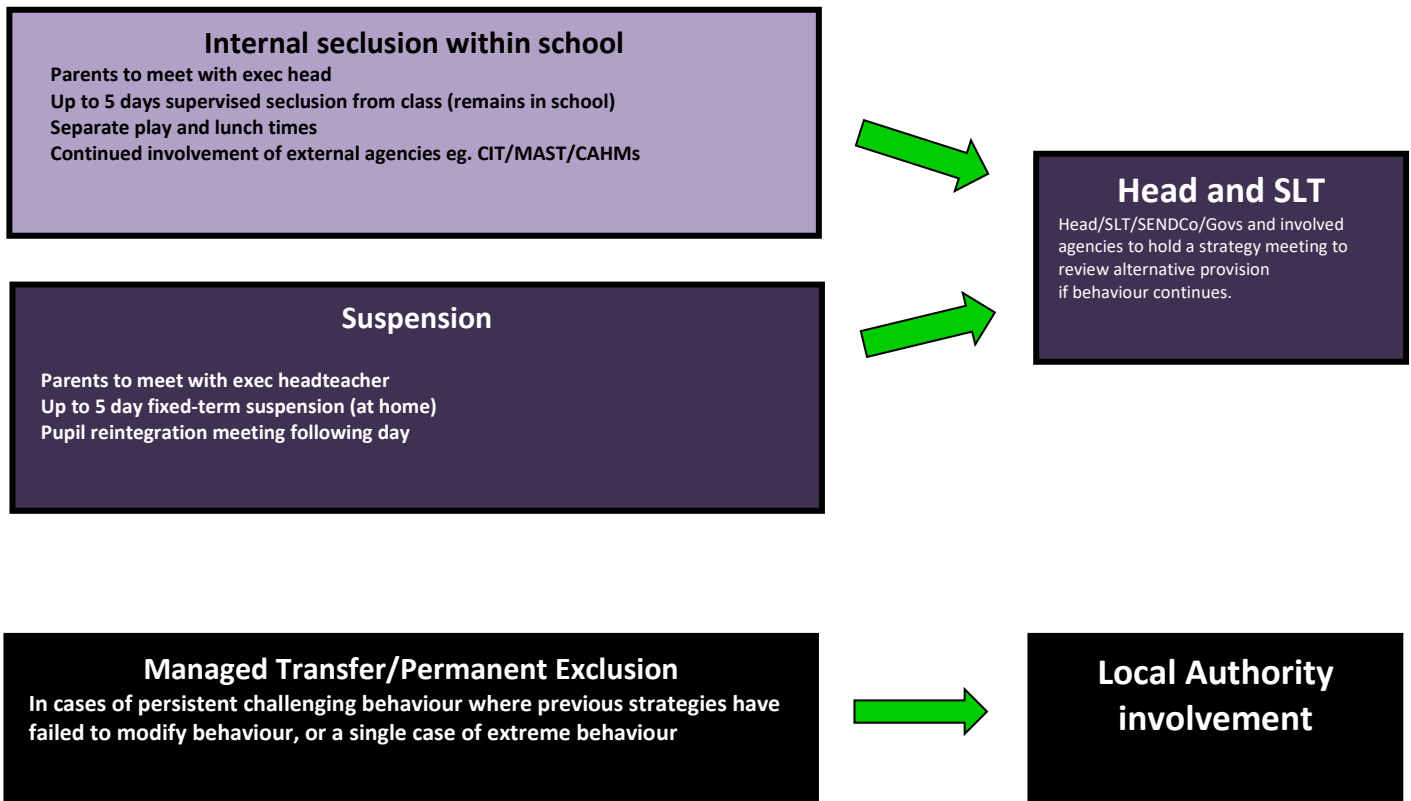 Internal seclusion within school
Parents to meet with exec head
Up to 5 days supervised seclusion from class (remains in school)
Separate play and lunch times
Continued involvement of external agencies eg. CIT/MAST/CAHMs
Head and SLT
Head/SLT/SENDCo/Govs and involved
agencies to hold a strategy meeting to
review alternative provision
if behaviour continues.
Suspension
Parents to meet with exec headteacher
Up to 5 day fixed-term suspension (at home)
Pupil reintegration meeting following day
Managed Transfer/Permanent Exclusion
In cases of persistent challenging behaviour where previous strategies have
failed to modify behaviour, or a single case of extreme behaviour
Local Authority
involvement